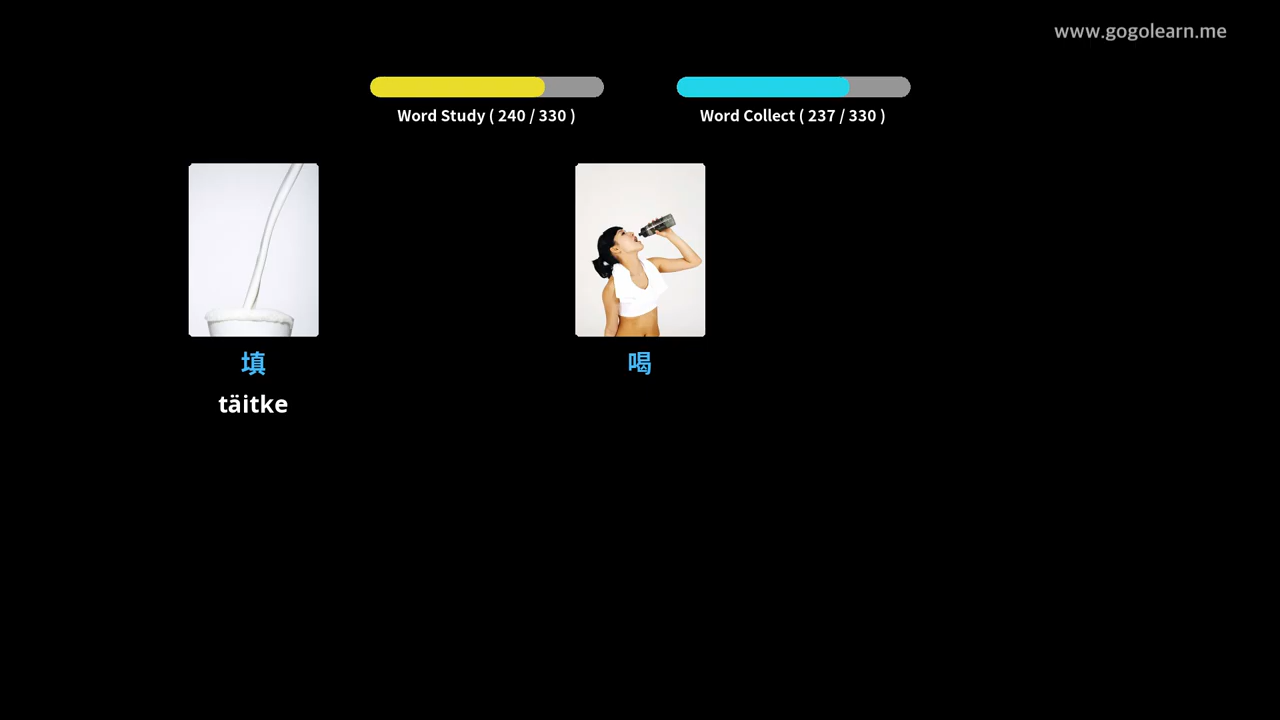 www.gogolearn.me
Word Study ( 240 / 330 )
Word Collect ( 237 / 330 )
填
喝
täitke